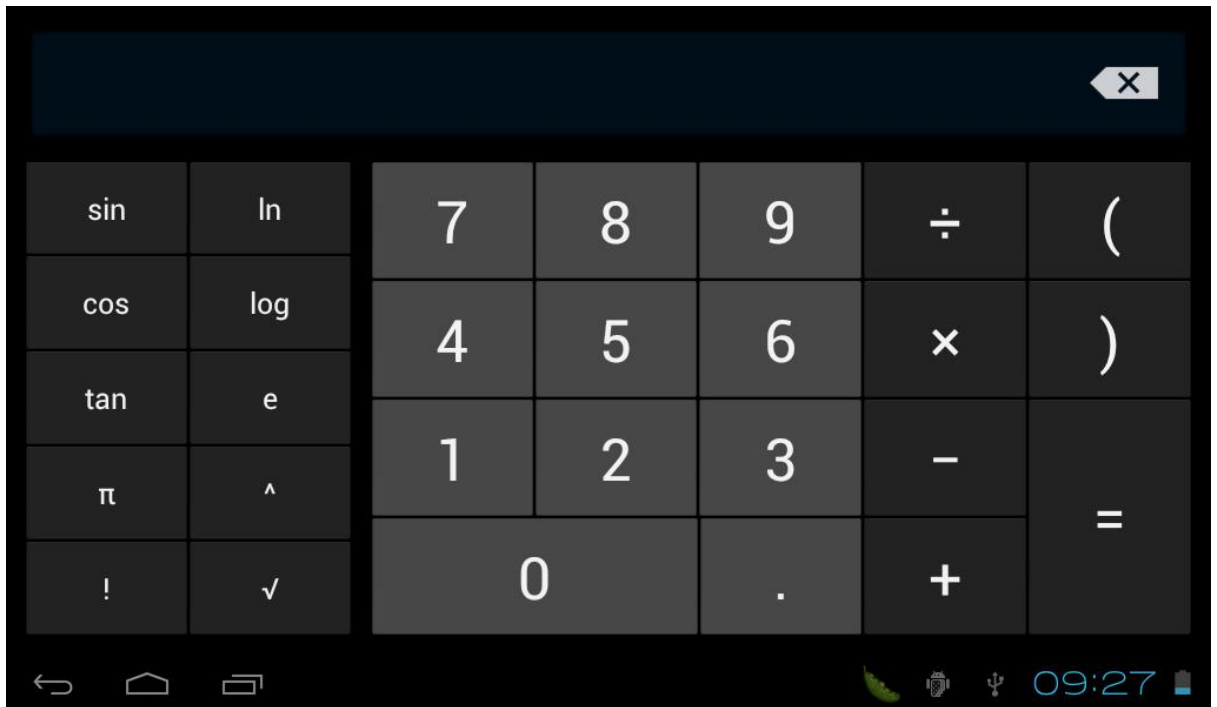 sin ln 7 8 9 ÷ (
cos log 4 5 6 × )
tan e 1 2 3 −
π ^ =
! √ 0 . +
09:27